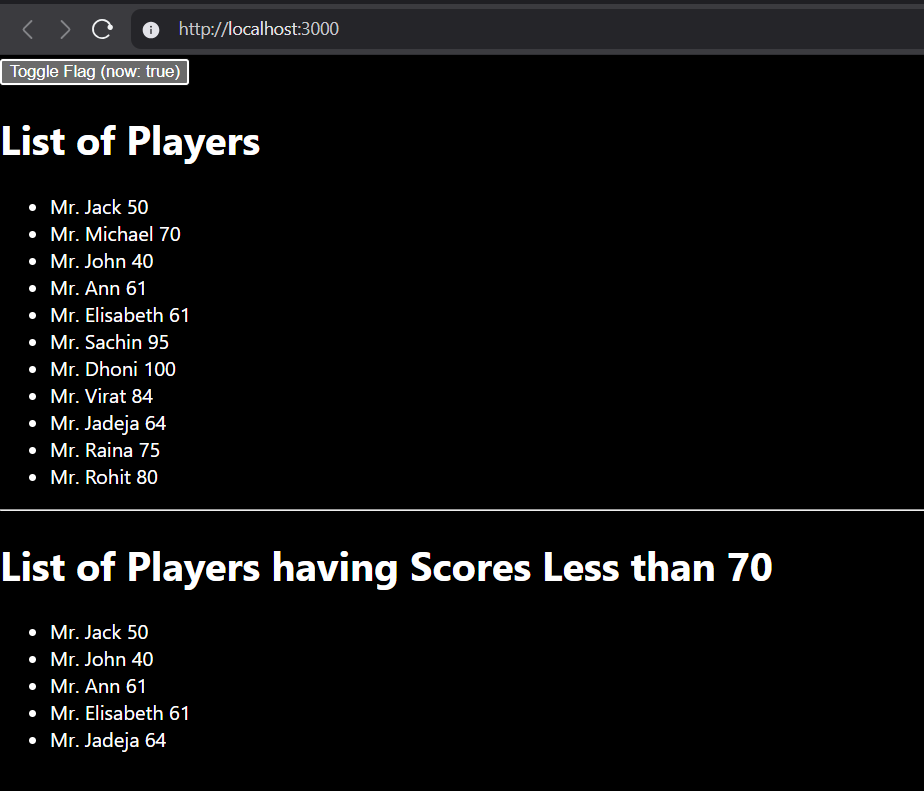 http://localhost:3000
Toggle Flag (now: true)
List of Players
Mr. Jack 50
Mr. Michael 70
Mr. John 40
Mr. Ann 61
Mr. Elisabeth 61
Mr. Sachin 95
Mr. Dhoni 100
Mr. Virat 84
Mr. Jadeja 64
Mr. Raina 75
Mr. Rohit 80
List of Players having Scores Less than 70
Mr. Jack 50
Mr. John 40
Mr. Ann 61
Mr. Elisabeth 61
Mr. Jadeja 64